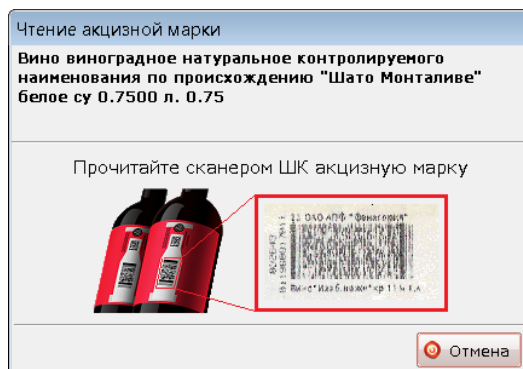 Чтение акцизной марки
Вино виноградное натуральное контролируемого
наименования по происхождению "Шато Монталиве"
белое су 0.7500 л. 0.75
Прочитайте сканером ШК акцизную марку
ОАО АПФ "Фанагория"
Отмена